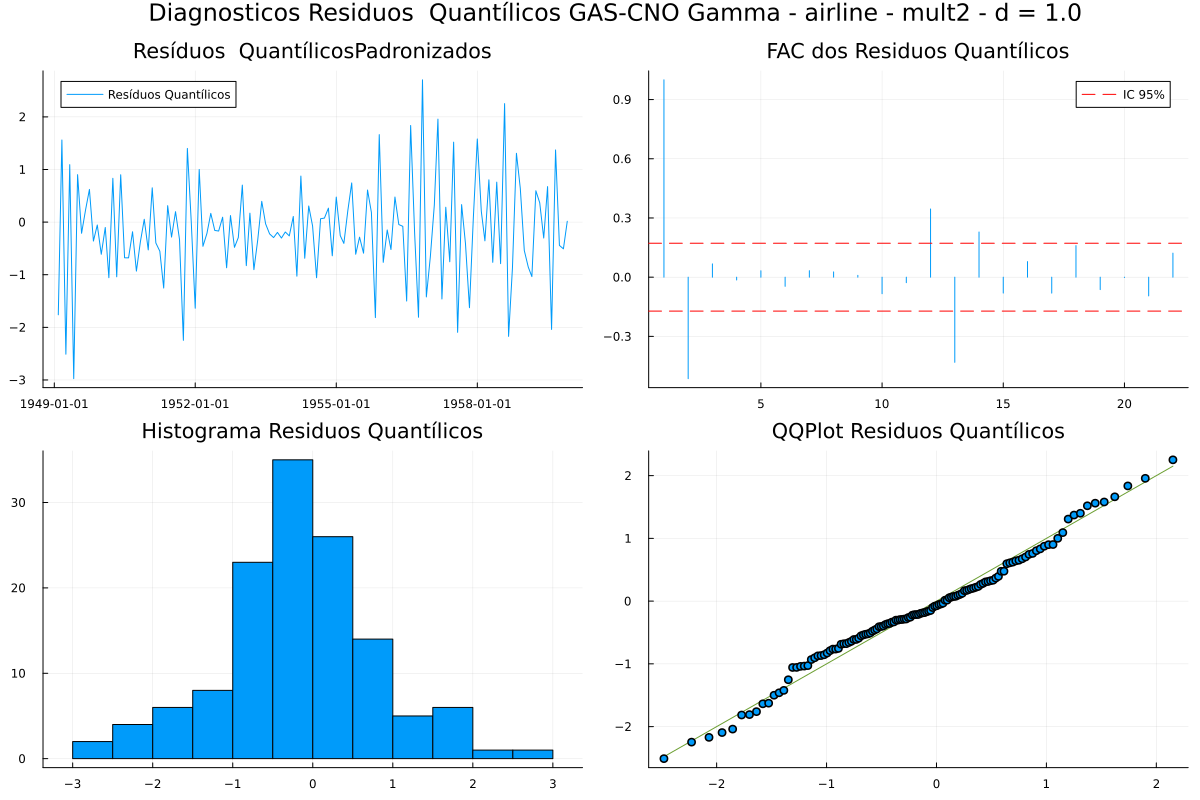 Diagnosticos Residuos  Quantílicos GAS-CNO Gamma - airline - mult2 - d = 1.0
Resíduos  QuantílicosPadronizados
Resíduos Quantílicos
2
1
0
−1
−2
−3
1949-01-01 1952-01-01 1955-01-01 1958-01-01
FAC dos Residuos Quantílicos
IC 95%
0.9
0.6
0.3
0.0
−0.3
5 10 15 20
Histograma Residuos Quantílicos
30
20
10
0
−3 −2 −1 0 1 2 3
QQPlot Residuos Quantílicos
2
1
0
−1
−2
−2 −1 0 1 2